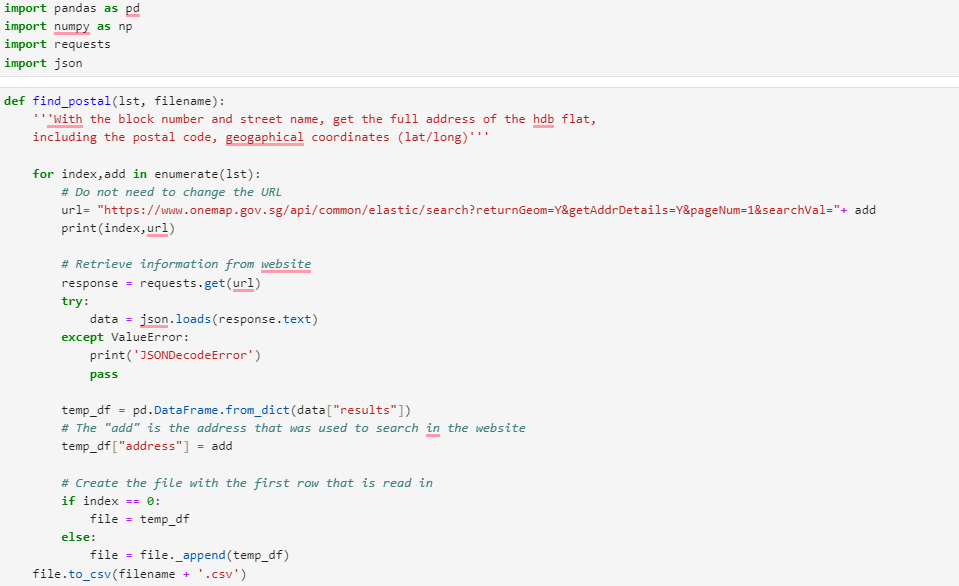 import pandas as pd
import numpy as np
import requests
import json
def find_postal(lst, filename):
    '''With the block number and street name, get the full address of the hdb flat,
    including the postal code, geogaphical coordinates (lat/long)'''
    for index,add in enumerate(lst):
        # Do not need to change the URL
        url= "https://www.onemap.gov.sg/api/common/elastic/search?returnGeom=Y&getAddrDetails=Y&pageNum=1&searchVal="+ add
        print(index,url)
        # Retrieve information from website
        response = requests.get(url)
        try:
            data = json.loads(response.text)
        except ValueError:
            print('JSONDecodeError')
            pass
        temp_df = pd.DataFrame.from_dict(data["results"])
        # The "add" is the address that was used to search in the website
        temp_df["address"] = add
        # Create the file with the first row that is read in
        if index == 0:
            file = temp_df
        else:
            file = file._append(temp_df)
    file.to_csv(filename + '.csv')